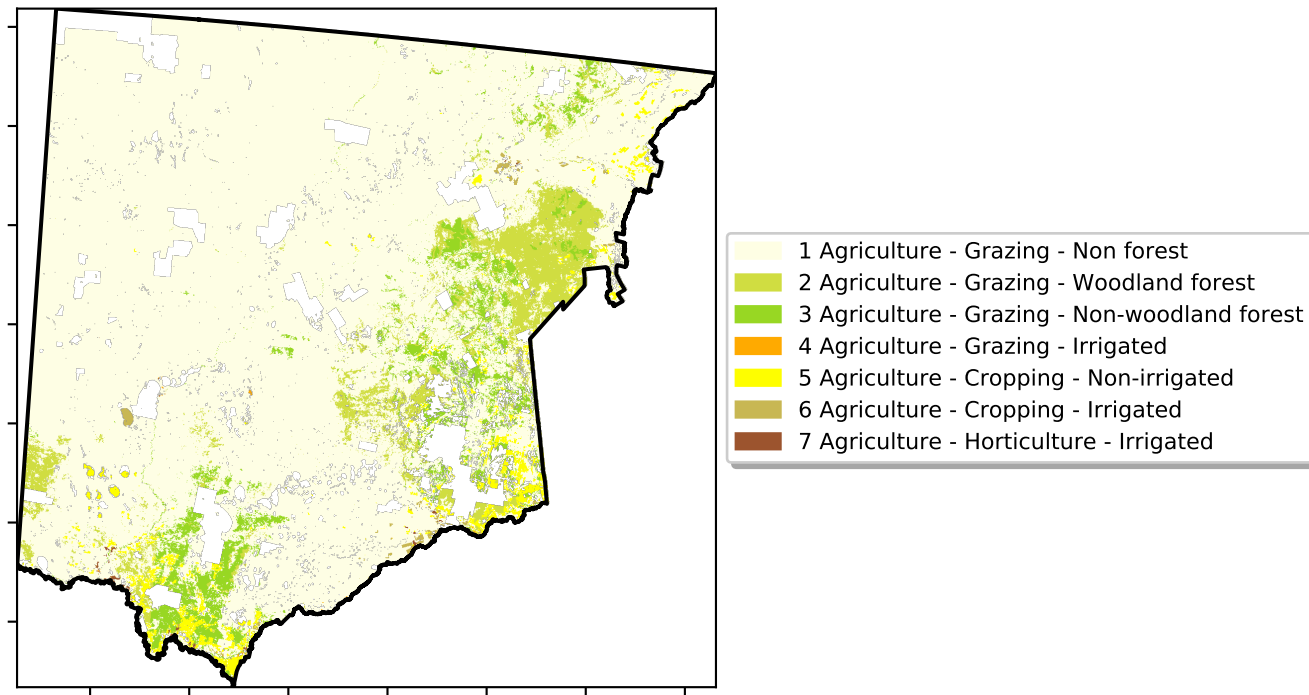 1 Agriculture - Grazing - Non forest
2 Agriculture - Grazing - Woodland forest
3 Agriculture - Grazing - Non-woodland forest
4 Agriculture - Grazing - Irrigated
5 Agriculture - Cropping - Non-irrigated
6 Agriculture - Cropping - Irrigated
7 Agriculture - Horticulture - Irrigated